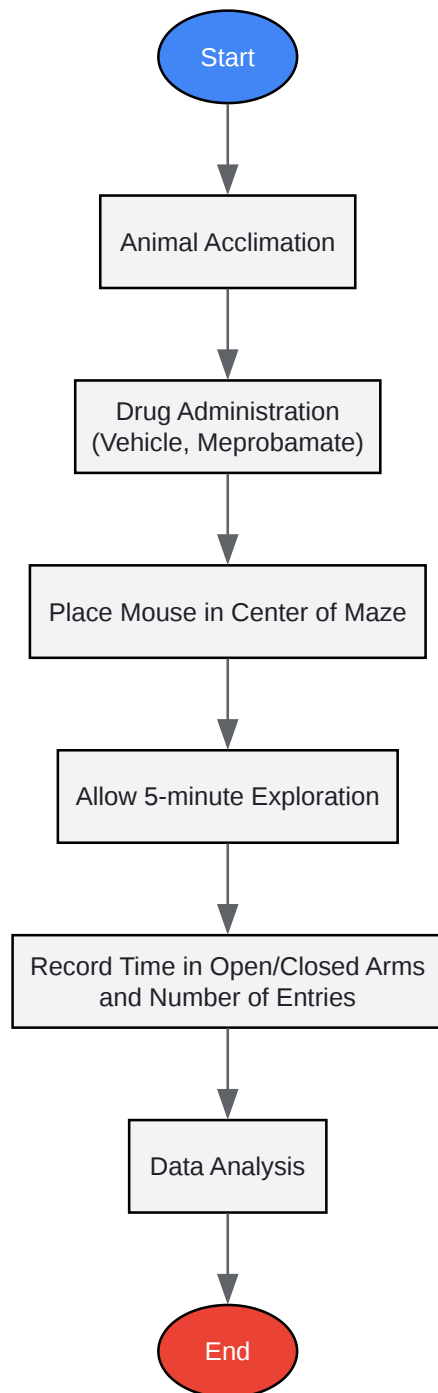 Start
Animal Acclimation
Drug Administration
(Vehicle, Meprobamate)
Place Mouse in Center of Maze
Allow 5-minute Exploration
Record Time in Open/Closed Arms
and Number of Entries
Data Analysis
End